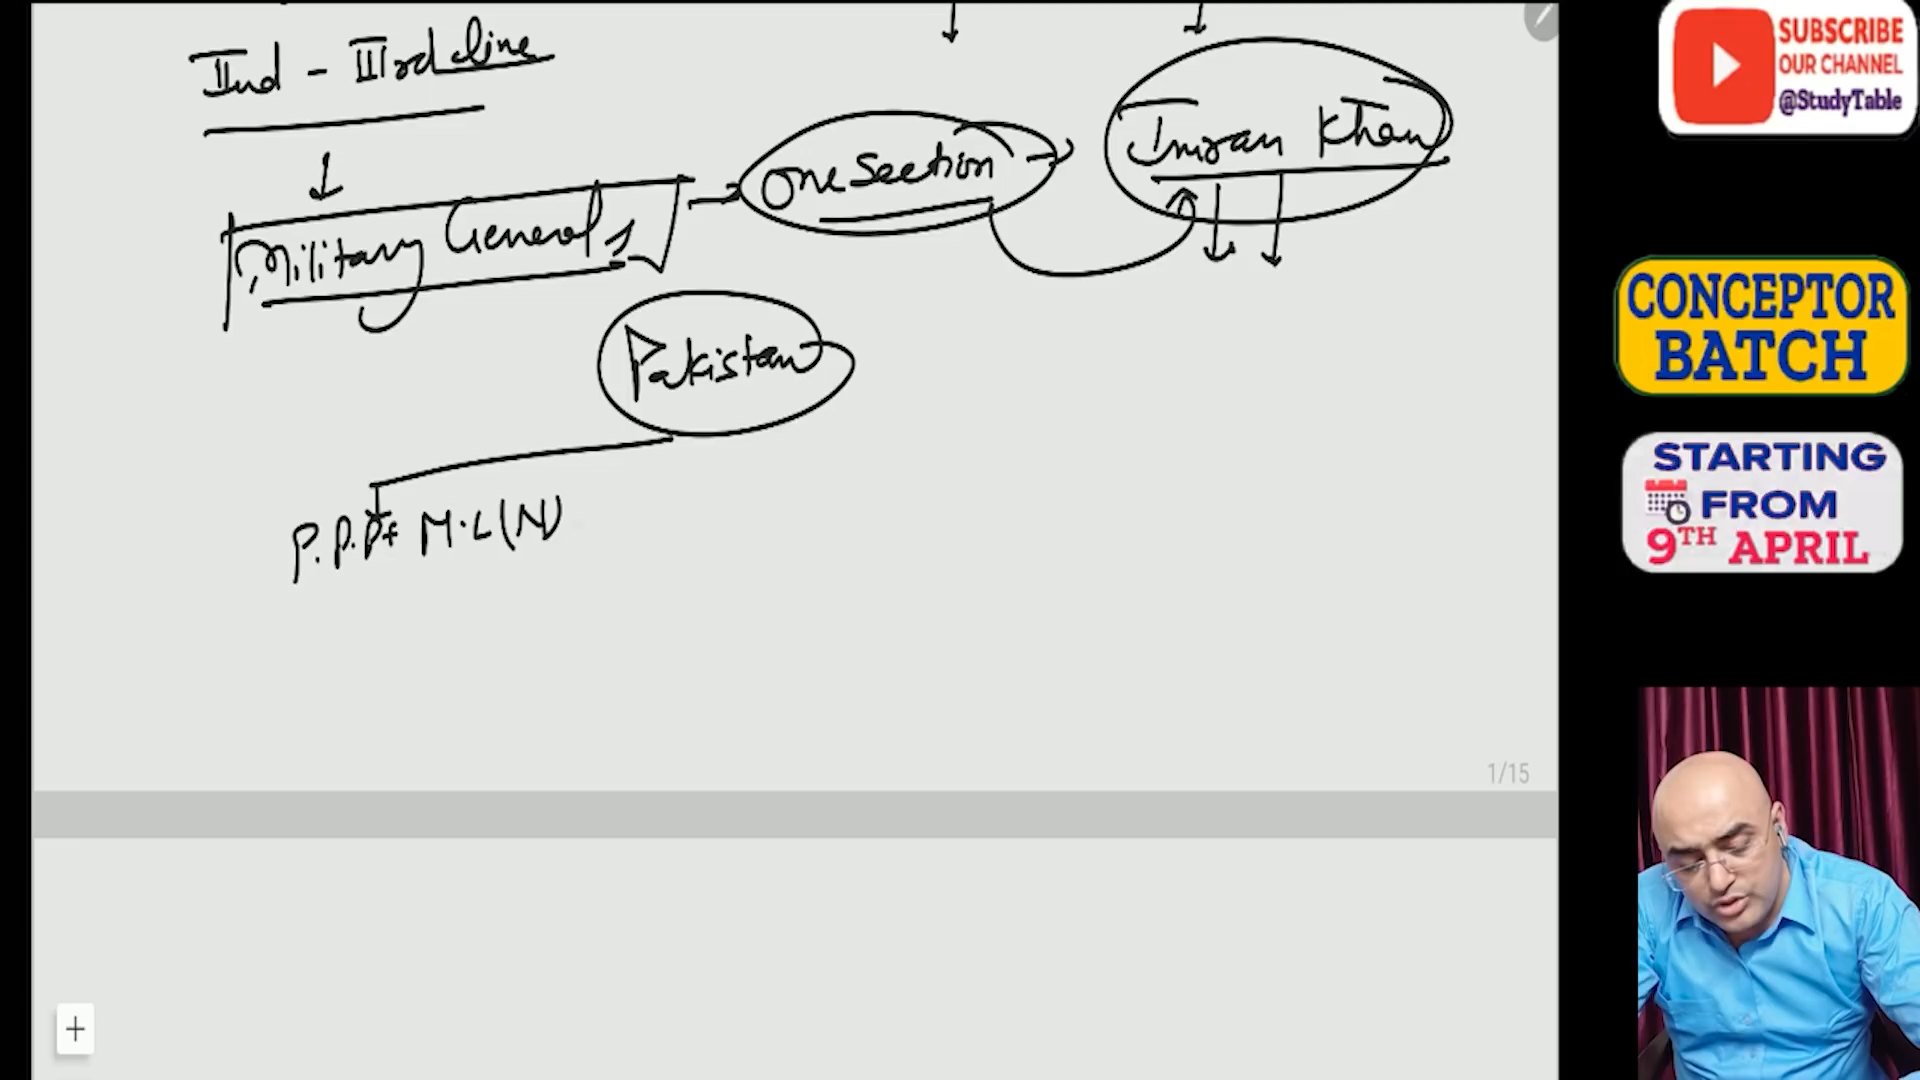 IInd - IIIrd line
Military Generals
One Section
Imran Khan
Pakistan
P.P.P+ M.L(N)
1/15
+
SUBSCRIBE
OUR CHANNEL
@StudyTable
CONCEPTOR
BATCH
STARTING
FROM
9TH APRIL